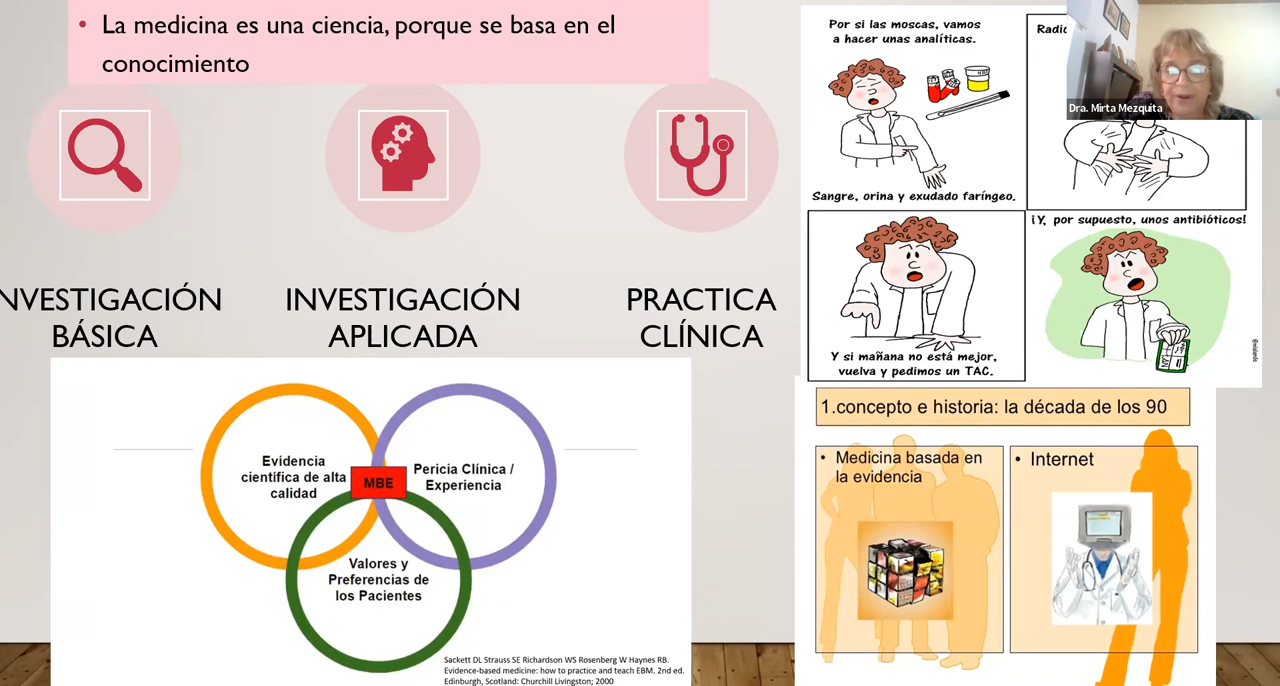 • La medicina es una ciencia, porque se basa en el
conocimiento
NVESTIGACIÓN
BÁSICA
INVESTIGACIÓN
APLICADA
PRACTICA
CLÍNICA
Evidencia
científica de alta
calidad
MBE
Pericia Clínica /
Experiencia
Valores y
Preferencias de
los Pacientes
Sackett DL Strauss SE Richardson WS Rosenberg W Haynes RB.
Evidence-based medicine: how to practice and teach EBM. 2nd ed.
Edinburgh, Scotland: Churchill Livingston; 2000
Por si las moscas, vamos
a hacer unas analíticas.
Sangre, orina y exudado faríngeo.
Dra. Mirta Mezquita
Y si mañana no está mejor,
vuelva y pedimos un TAC.
¡Y, por supuesto, unos antibióticos!
1.concepto e historia: la década de los 90
• Medicina basada en
la evidencia
• Internet